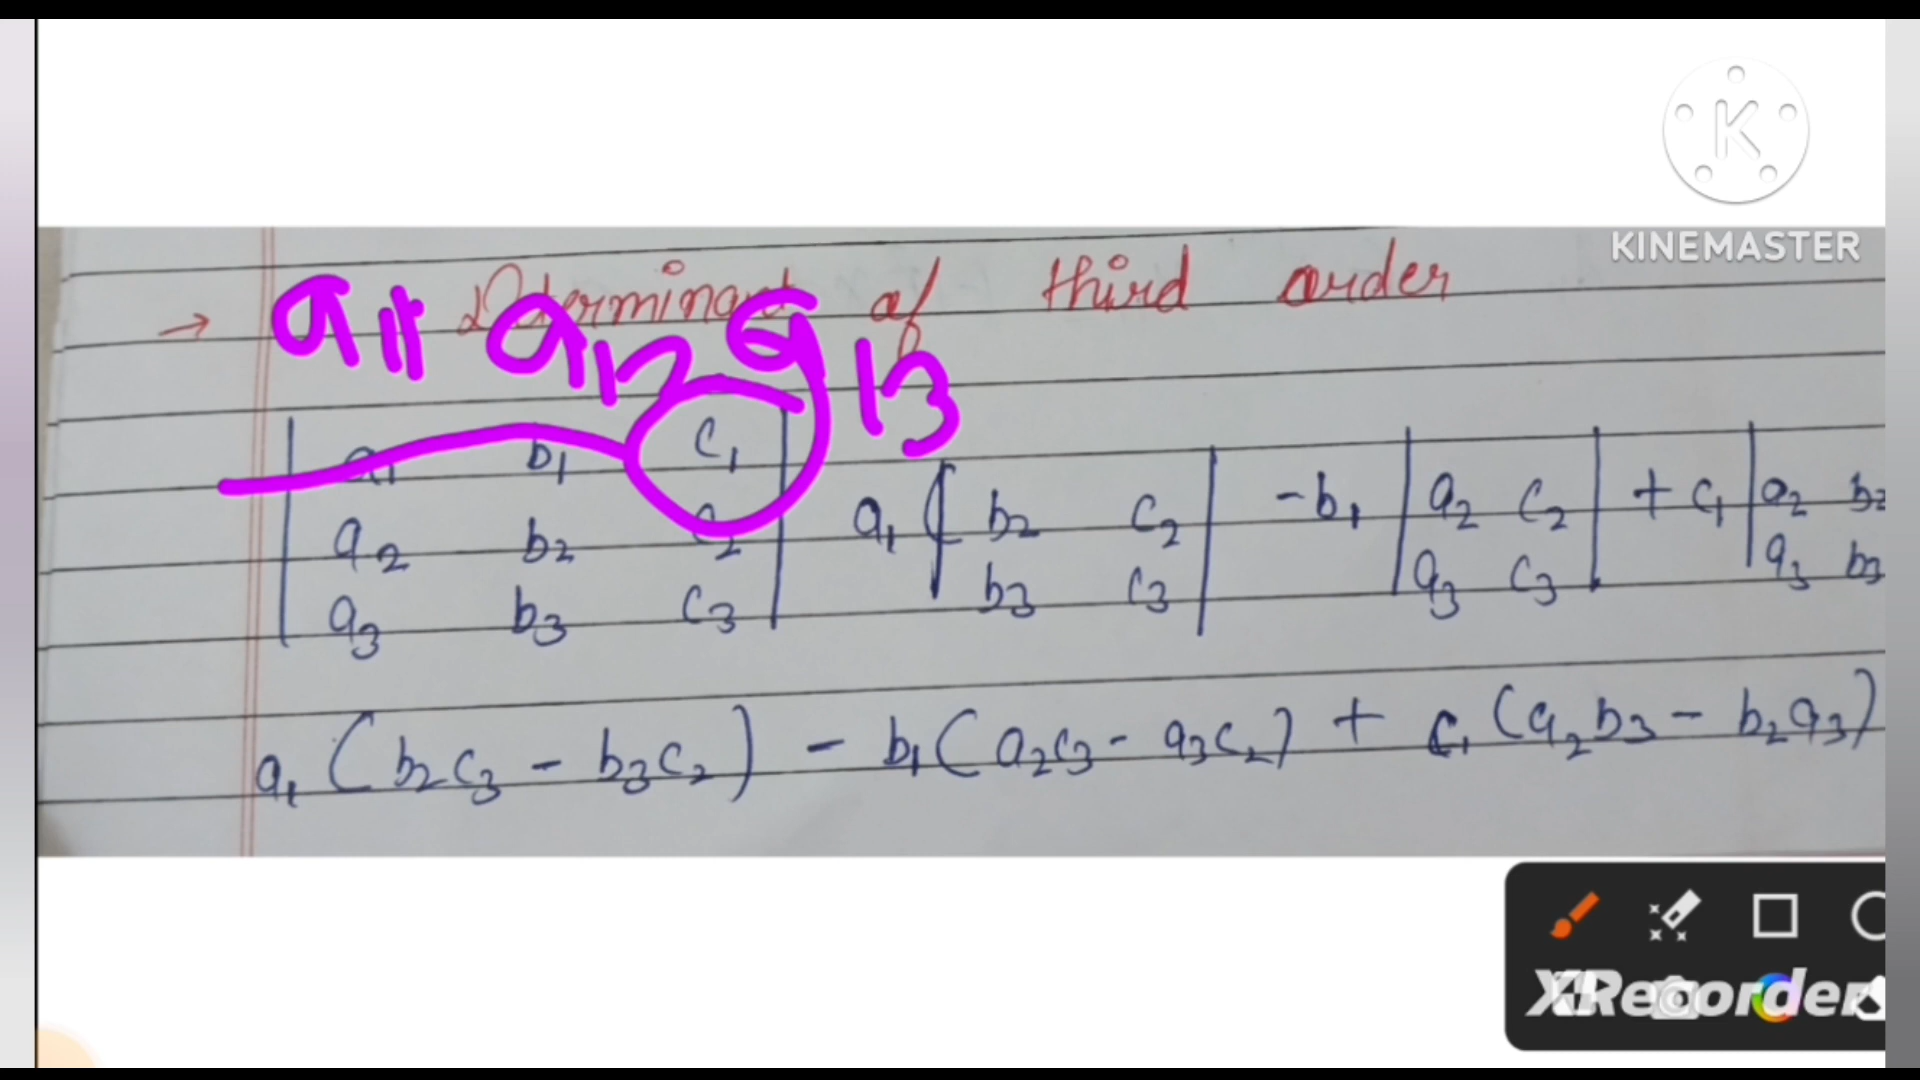 KINEMASTER
→ Determinant of third order
a11 a12 a13
| a1 b1 c1 |
| a2 b2 c2 | a1 | b2 c2 | -b1 | a2 c2 | + c1 | a2 b2
| a3 b3 c3 | | b3 c3 | | a3 c3 | | a3 b3
a1 (b2c3 - b3c2) - b1 (a2c3 - a3c2) + c1 (a2b3 - b2a3)
XRecorder